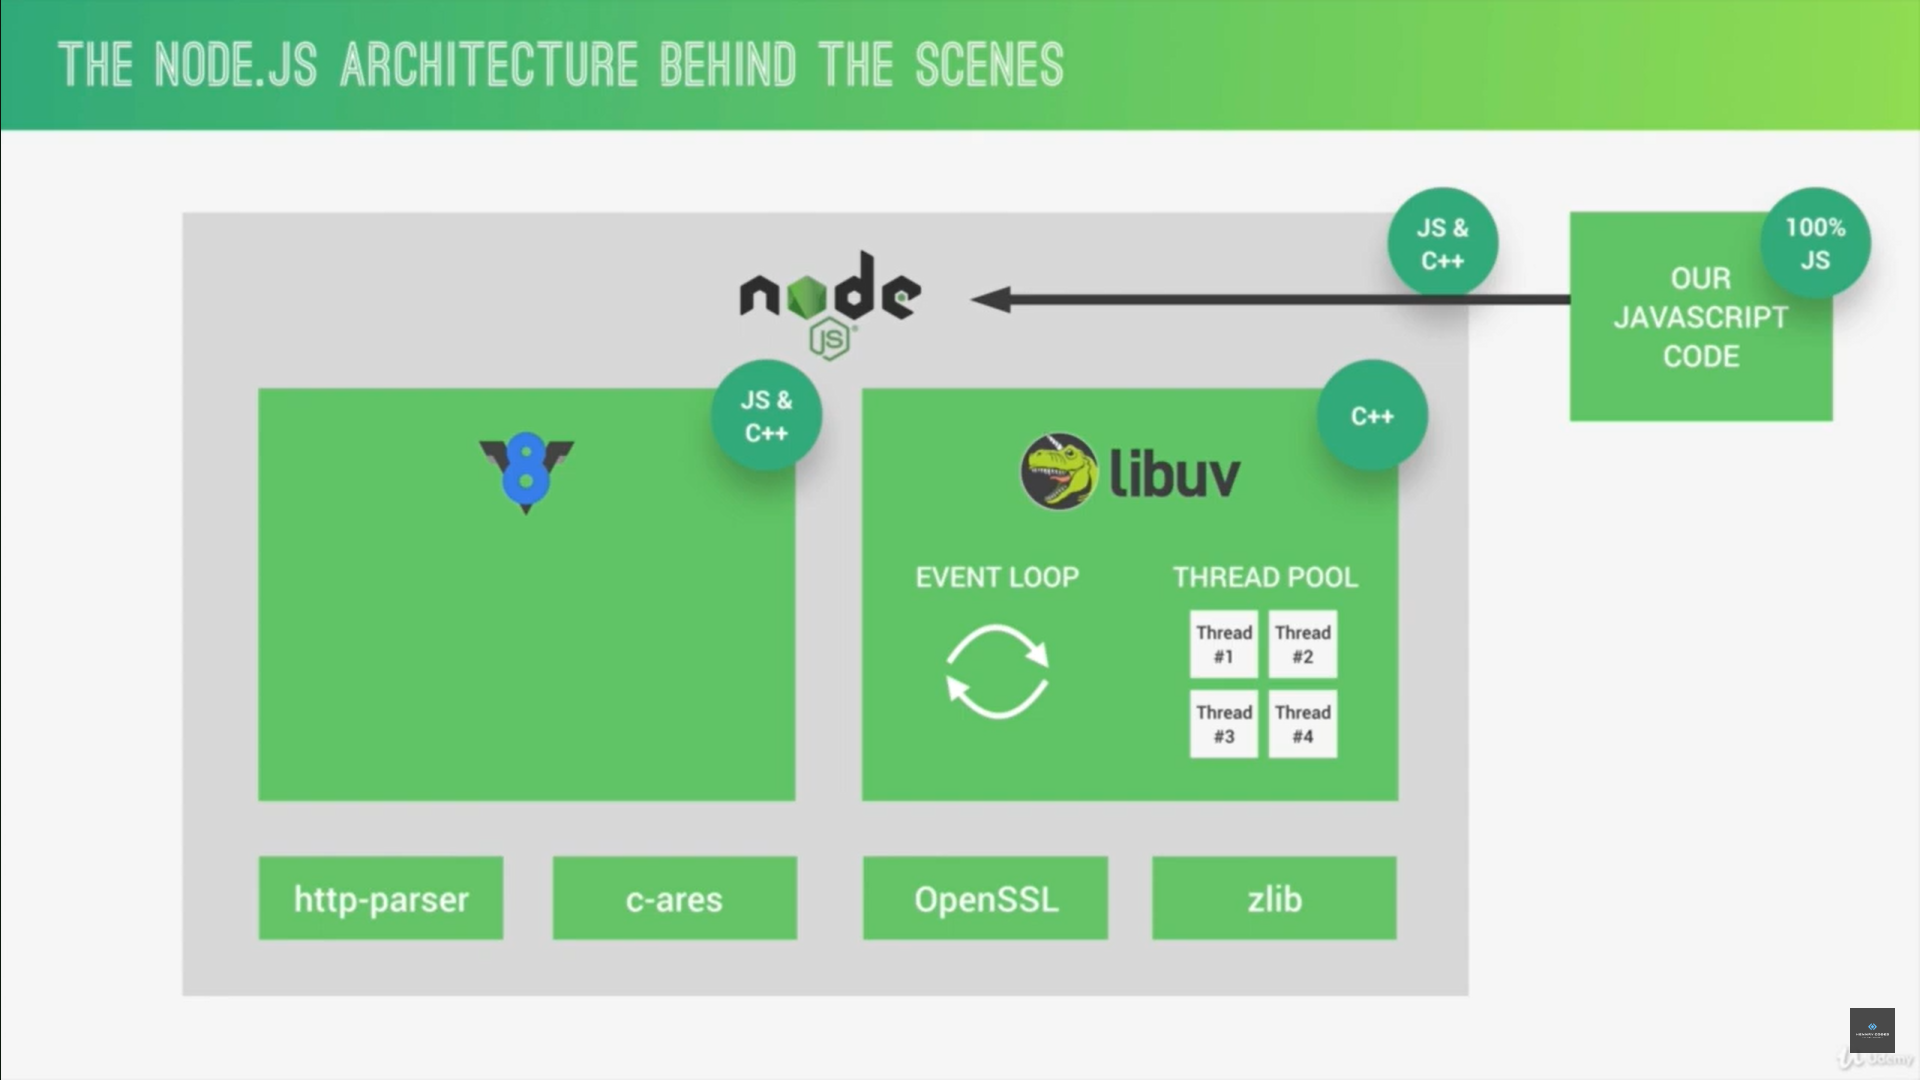 THE NODE.JS ARCHITECTURE BEHIND THE SCENES
JS &
C++
100%
JS
OUR
JAVASCRIPT
CODE
node
JS®
JS &
C++
V8
C++
libuv
EVENT LOOP
THREAD POOL
Thread
#1
Thread
#2
Thread
#3
Thread
#4
http-parser
c-ares
OpenSSL
zlib
Udemy